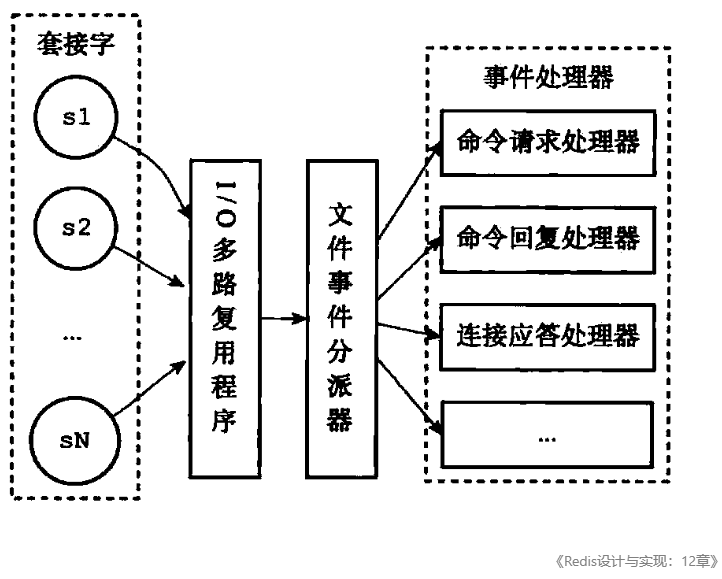 套接字
s1
s2
...
sN
I/O多路复用程序
文件事件分派器
事件处理器
命令请求处理器
命令回复处理器
连接应答处理器
...
《Redis设计与实现：12章》